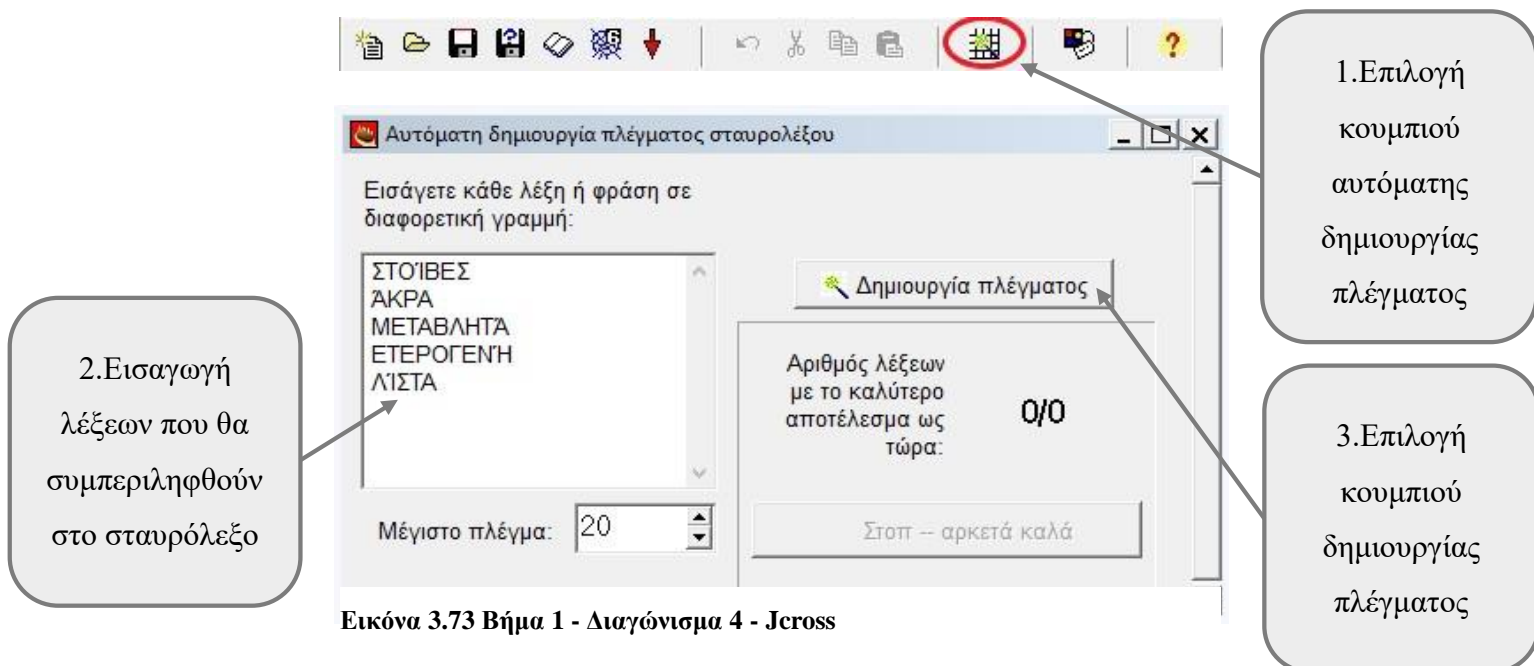 1.Επιλογή
κουμπιού
αυτόματης
δημιουργίας
πλέγματος
Αυτόματη δημιουργία πλέγματος σταυρολέξου
Εισάγετε κάθε λέξη ή φράση σε
διαφορετική γραμμή:
ΣΤΟΊΒΕΣ
ΆΚΡΑ
ΜΕΤΑΒΛΗΤΆ
ΕΤΕΡΟΓΕΝΉ
ΛΊΣΤΑ
Δημιουργία πλέγματος
2.Εισαγωγή
λέξεων που θα
συμπεριληφθούν
στο σταυρόλεξο
Αριθμός λέξεων
με το καλύτερο
αποτέλεσμα ως
τώρα:
0/0
Μέγιστο πλέγμα: 20
Στοπ -- αρκετά καλά
3.Επιλογή
κουμπιού
δημιουργίας
πλέγματος
Εικόνα 3.73 Βήμα 1 - Διαγώνισμα 4 - Jcross